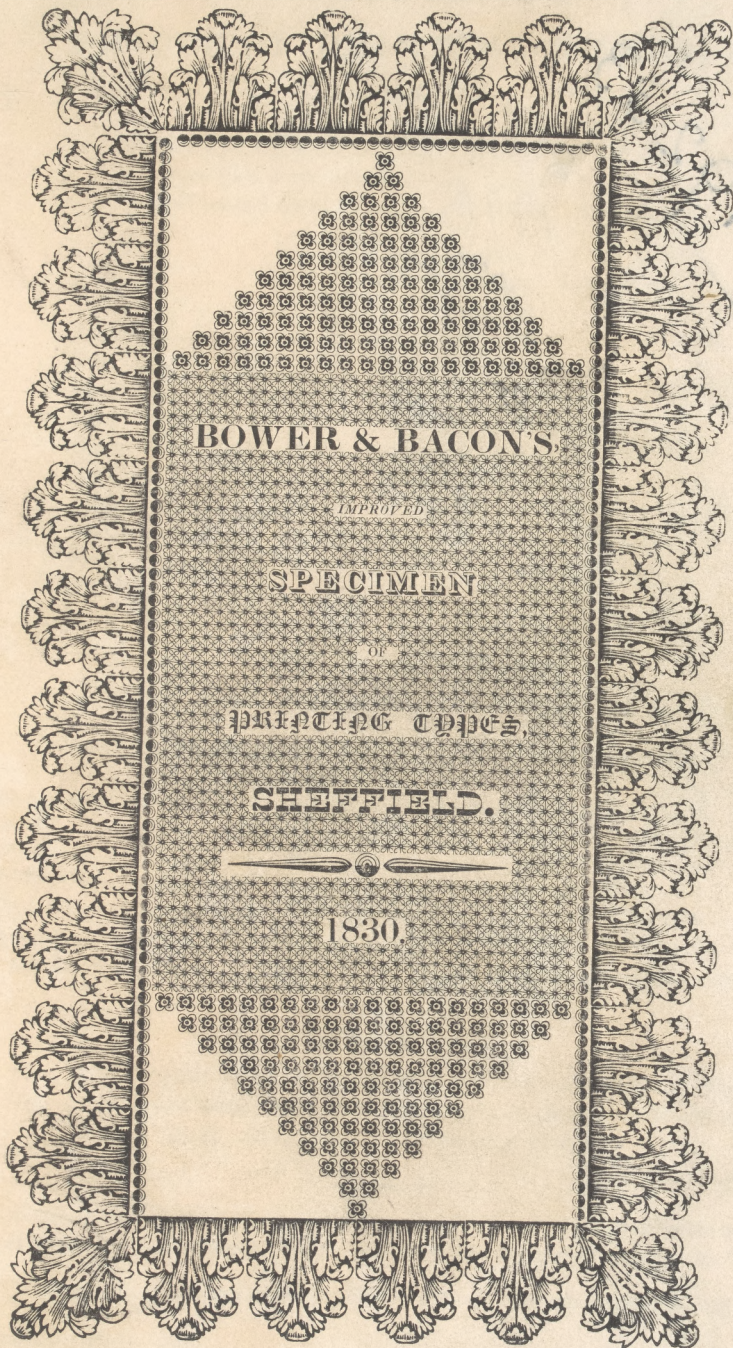 BOWER & BACON'S,
IMPROVED
SPECIMEN
OF
PRINTING TYPES,
SHEFFIELD.
1830.